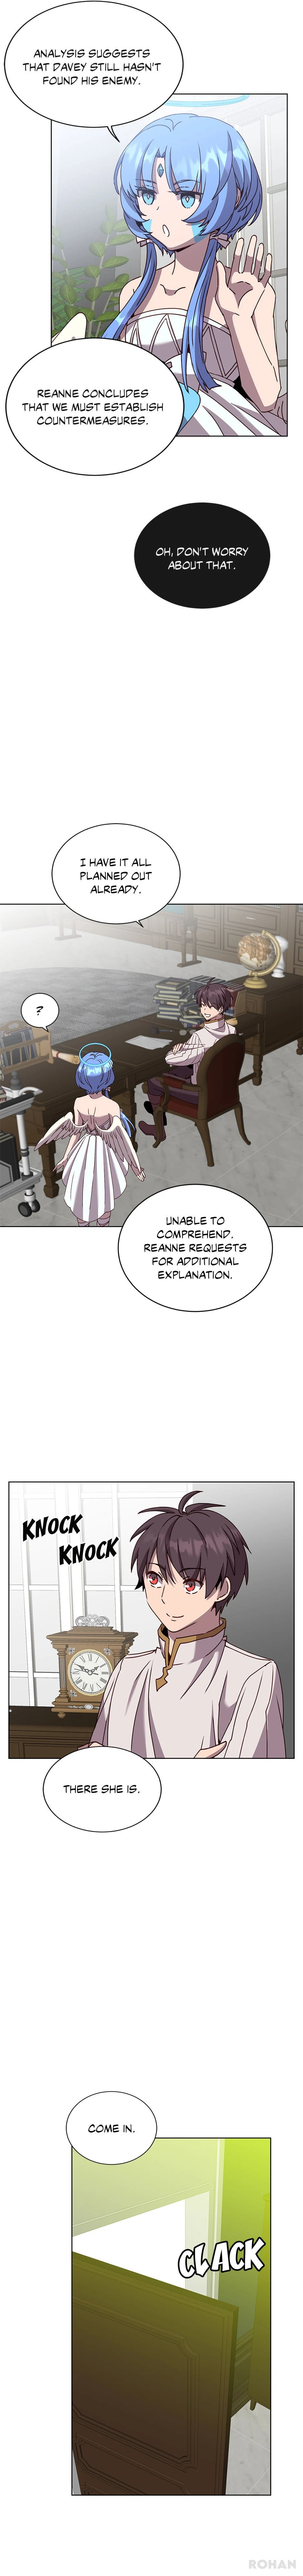 ANALYSIS SUGGESTS
THAT DAVEY STILL HASN'T
FOUND HIS ENEMY.
REANNE CONCLUDES
THAT WE MUST ESTABLISH
COUNTERMEASURES.
OH, DON'T WORRY
ABOUT THAT.
I HAVE IT ALL
PLANNED OUT
ALREADY.
?
UNABLE TO
COMPREHEND.
REANNE REQUESTS
FOR ADDITIONAL
EXPLANATION.
KNOCK
KNOCK
THERE SHE IS.
COME IN.
CLACK
ROHAN